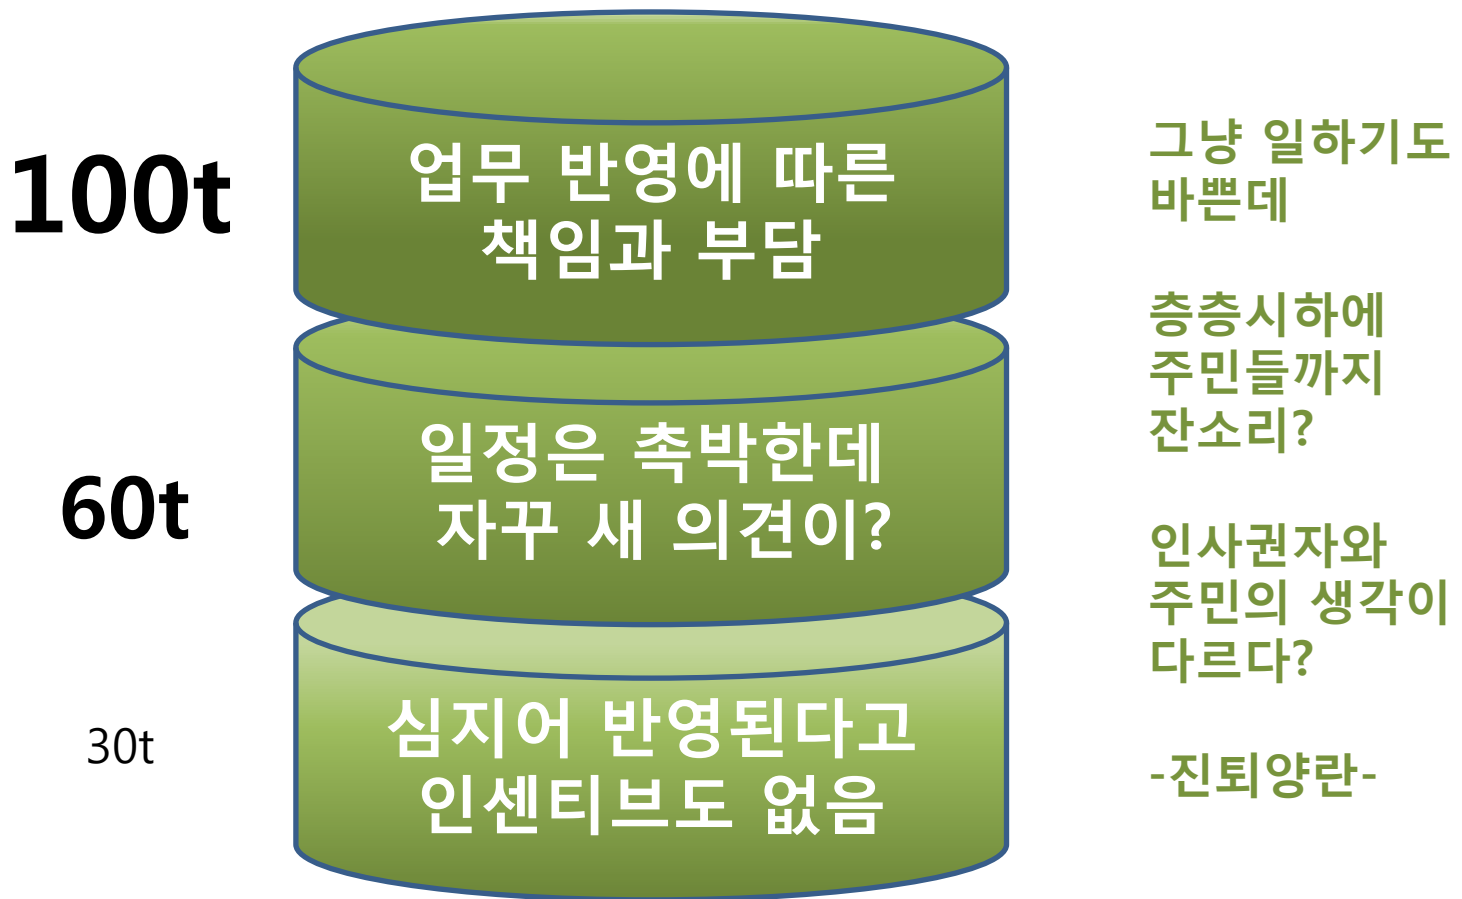 100t
업무 반영에 따른
책임과 부담
60t
일정은 촉박한데
자꾸 새 의견이?
30t
심지어 반영된다고
인센티브도 없음
그냥 일하기도
바쁜데
층층시하에
주민들까지
잔소리?
인사권자와
주민의 생각이
다르다?
-진퇴양란-